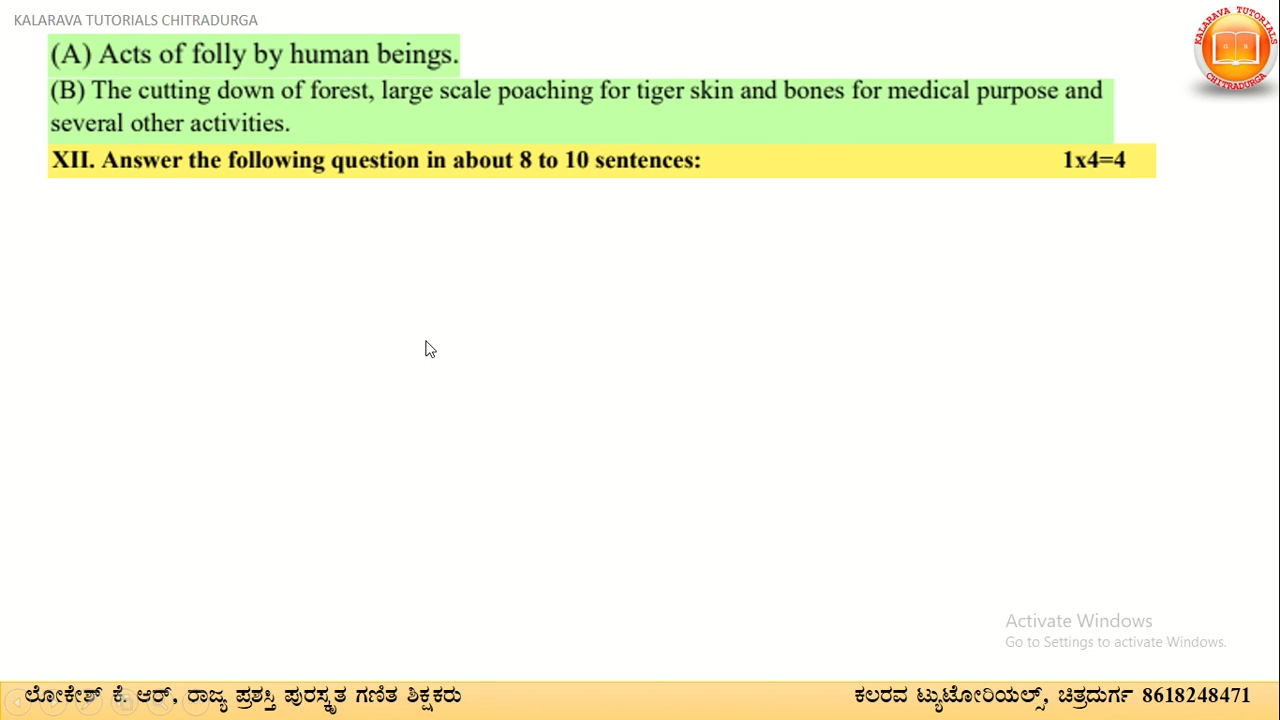 KALARAVA TUTORIALS CHITRADURGA
KALARAVA TUTORIALS
CHITRADURGA
(A) Acts of folly by human beings.
(B) The cutting down of forest, large scale poaching for tiger skin and bones for medical purpose and
several other activities.
XII. Answer the following question in about 8 to 10 sentences: 1x4=4
Activate Windows
Go to Settings to activate Windows.
ಲೋಕೇಶ್ ಕೆ ಆರ್, ರಾಜ್ಯ ಪ್ರಶಸ್ತಿ ಪುರಸ್ಕೃತ ಗಣಿತ ಶಿಕ್ಷಕರು
ಕಲರವ ಟ್ಯುಟೋರಿಯಲ್ಸ್, ಚಿತ್ರದುರ್ಗ 8618248471